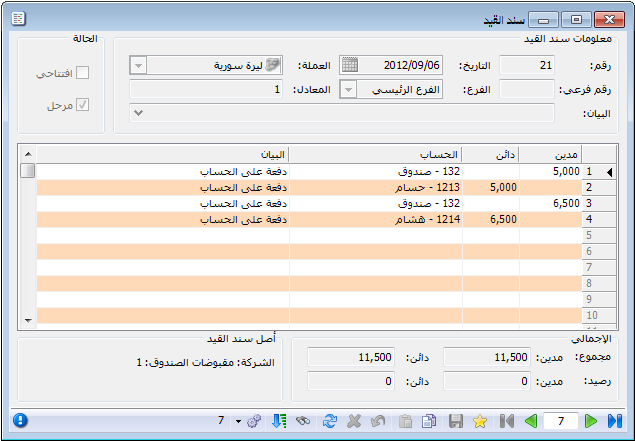 سند القيد
معلومات سند القيد
الحالة
رقم: 21 التاريخ: 2012/09/06 العملة: ليرة سورية
افتتاحي
رقم فرعي: الفرع: الفرع الرئيسي المعادل: 1
مرحل
البيان:
مدين دائن الحساب البيان
1 5,000 132 - صندوق دفعة على الحساب
2 5,000 1213 - حسام دفعة على الحساب
3 6,500 132 - صندوق دفعة على الحساب
4 6,500 1214 - هشام دفعة على الحساب
5
6
7
8
9
10
الإجمالي
أصل سند القيد
مجموع: مدين: 11,500 دائن: 11,500
الشركة: مقبوضات الصندوق: 1
رصيد: مدين: 0 دائن: 0
7 7